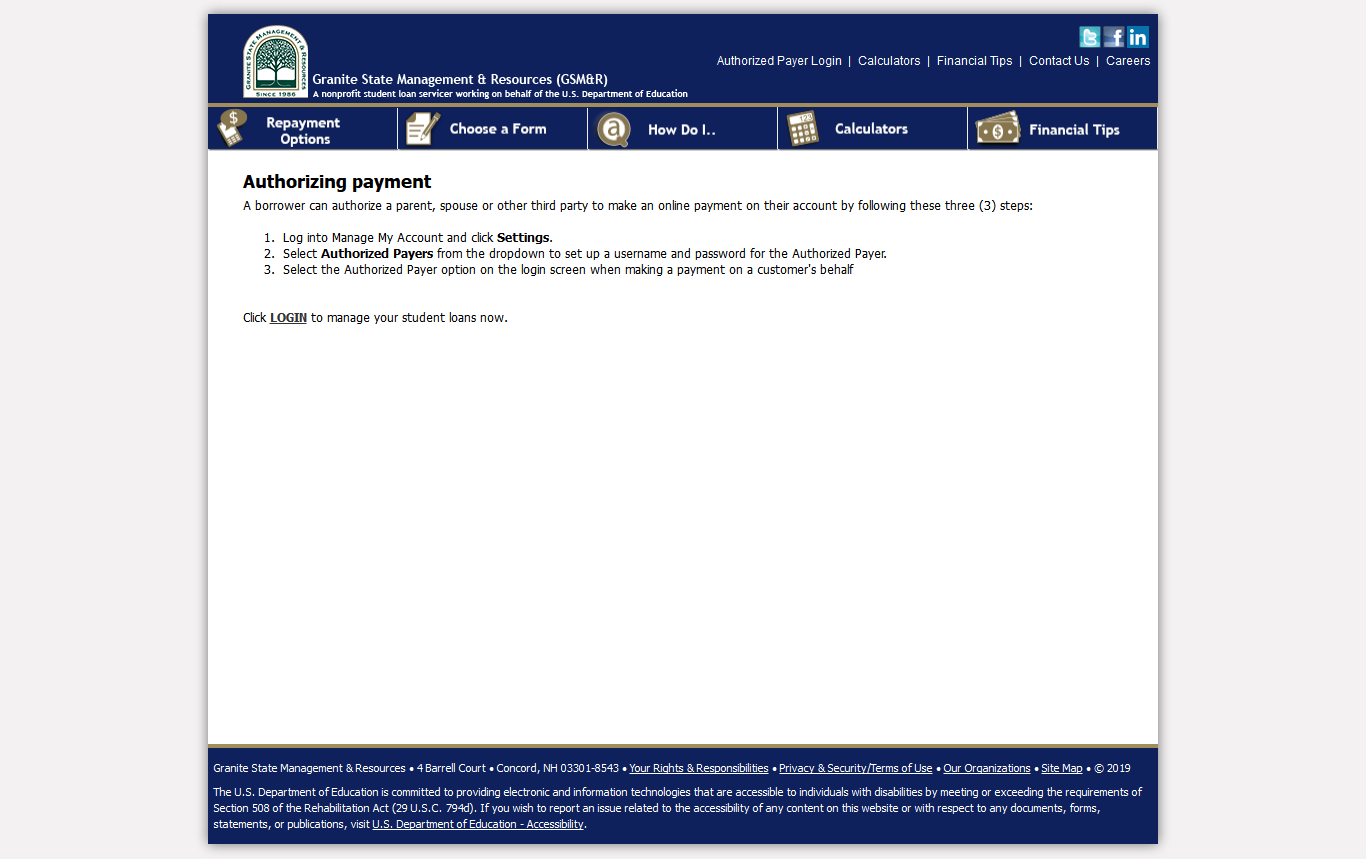 GRANITE STATE MANAGEMENT & RESOURCES
SINCE 1986
Granite State Management & Resources (GSM&R)
A nonprofit student loan servicer working on behalf of the U.S. Department of Education
Authorized Payer Login | Calculators | Financial Tips | Contact Us | Careers
Repayment
Options
Choose a Form
How Do I..
Calculators
Financial Tips
Authorizing payment
A borrower can authorize a parent, spouse or other third party to make an online payment on their account by following these three (3) steps:
1. Log into Manage My Account and click Settings.
2. Select Authorized Payers from the dropdown to set up a username and password for the Authorized Payer.
3. Select the Authorized Payer option on the login screen when making a payment on a customer's behalf
Click LOGIN to manage your student loans now.
Granite State Management & Resources • 4 Barrell Court • Concord, NH 03301-8543 • Your Rights & Responsibilities • Privacy & Security/Terms of Use • Our Organizations • Site Map • © 2019
The U.S. Department of Education is committed to providing electronic and information technologies that are accessible to individuals with disabilities by meeting or exceeding the requirements of
Section 508 of the Rehabilitation Act (29 U.S.C. 794d). If you wish to report an issue related to the accessibility of any content on this website or with respect to any documents, forms,
statements, or publications, visit U.S. Department of Education - Accessibility.